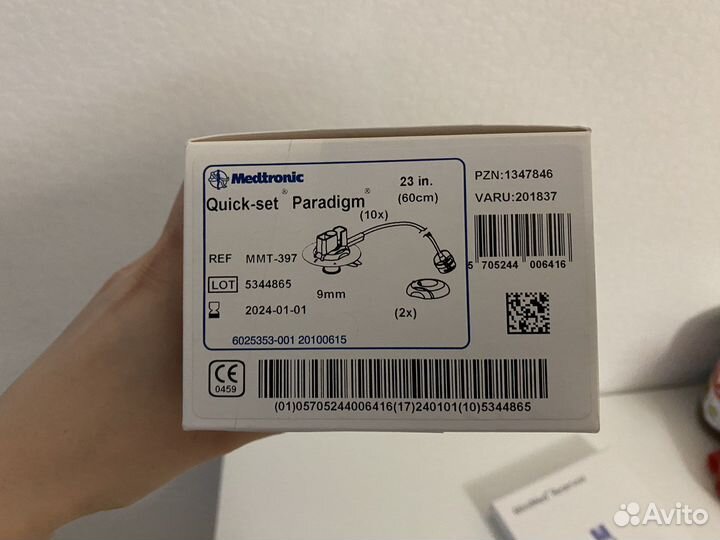 Medtronic
Quick-set® Paradigm®
23 in.
(60cm)
(10x)
PZN:1347846
VARU:201837
REF MMT-397
LOT 5344865
2024-01-01
9mm
(2x)
5 705244 006416
6025353-001 20100615
CE
0459
(01)05705244006416(17)240101(10)5344865
Avito